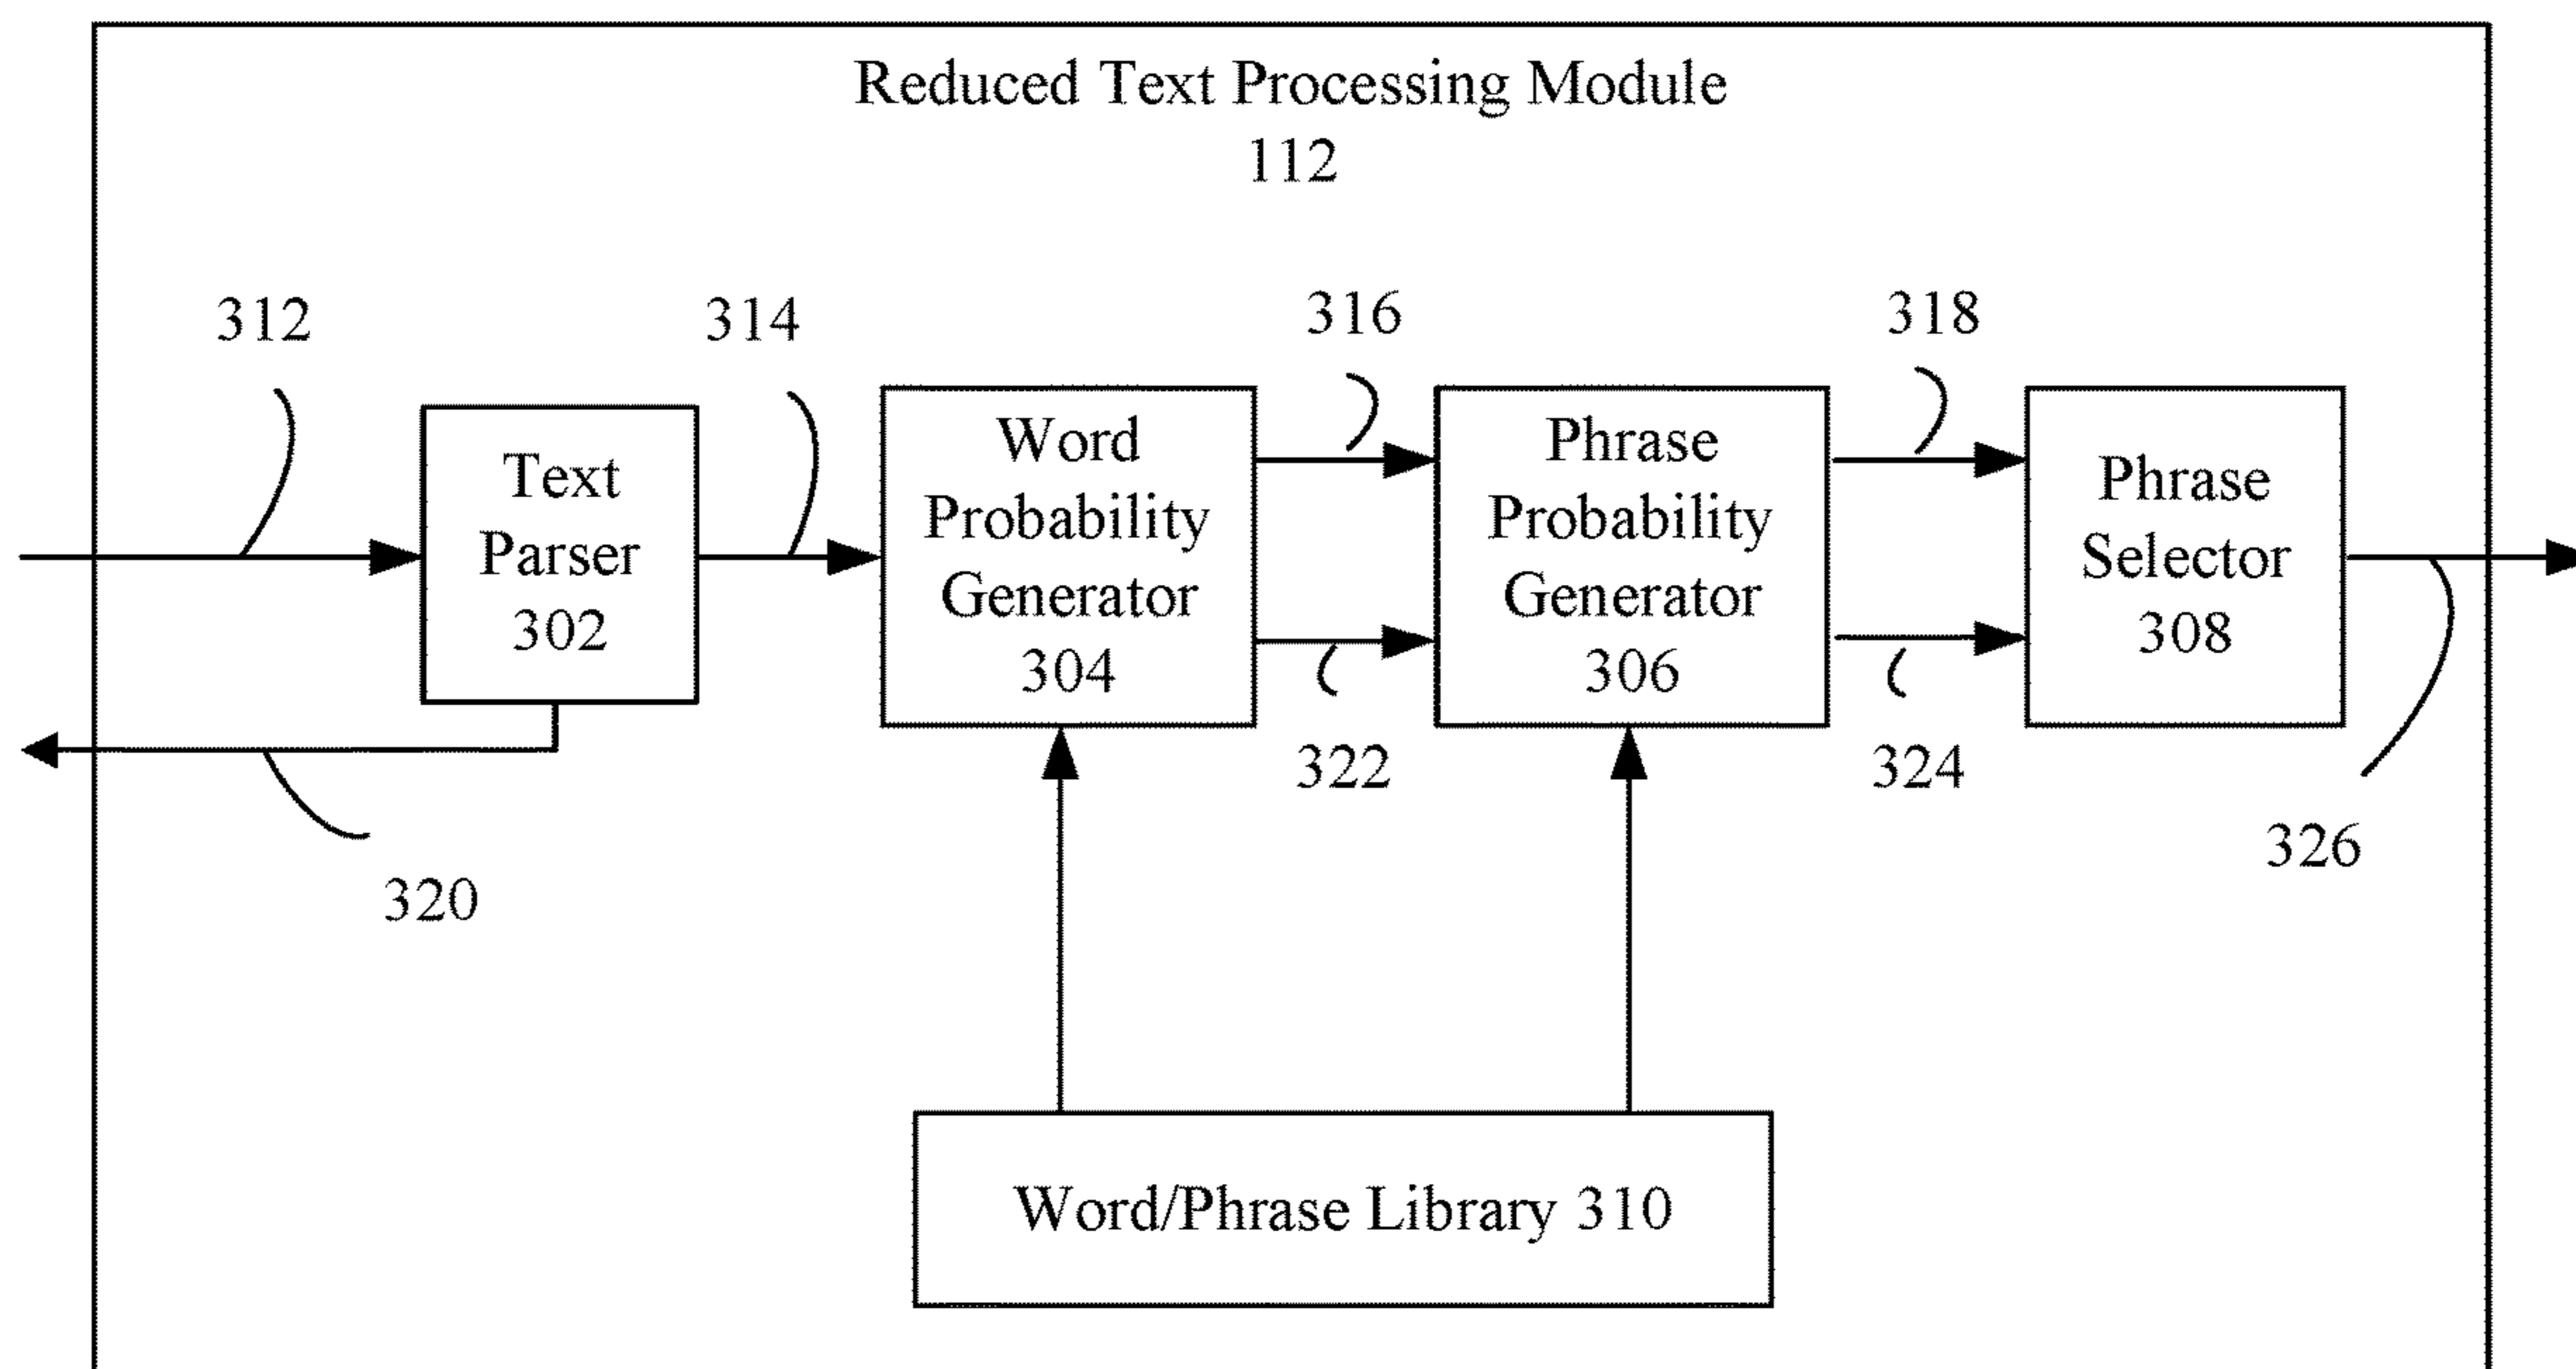 Reduced Text Processing Module
112
312
314
316
318
Text
Parser
302
Word
Probability
Generator
304
Phrase
Probability
Generator
306
Phrase
Selector
308
322
324
326
320
Word/Phrase Library 310